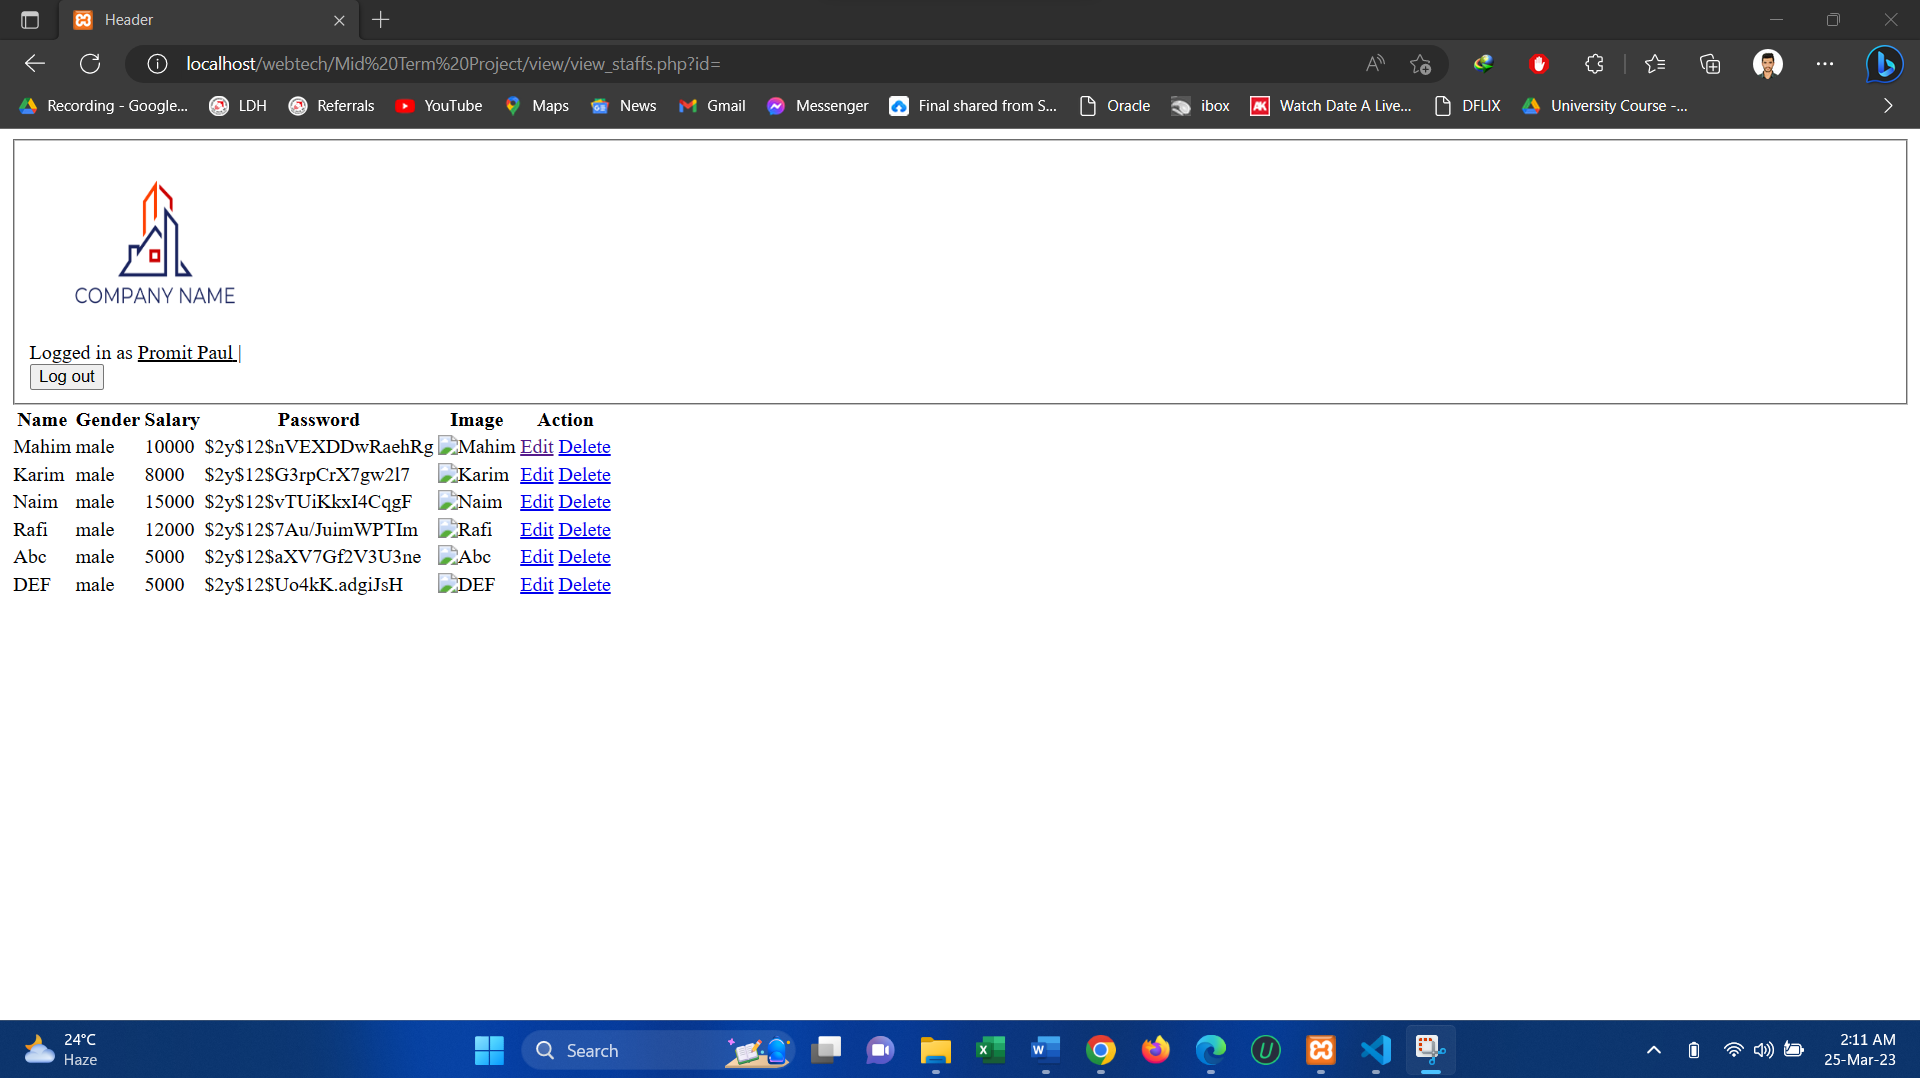 Header
localhost/webtech/Mid%20Term%20Project/view/view_staffs.php?id=
Recording - Google... LDH Referrals YouTube Maps News Gmail Messenger Final shared from S... Oracle ibox Watch Date A Live... DFLIX University Course -...
COMPANY NAME
Logged in as Promit Paul |
Log out
Name Gender Salary Password Image Action
Mahim male 10000 $2y$12$nVEXDDwRaehRg Mahim Edit Delete
Karim male 8000 $2y$12$G3rpCrX7gw2l7 Karim Edit Delete
Naim male 15000 $2y$12$vTUiKkxI4CqgF Naim Edit Delete
Rafi male 12000 $2y$12$7Au/JuimWPTIm Rafi Edit Delete
Abc male 5000 $2y$12$aXV7Gf2V3U3ne Abc Edit Delete
DEF male 5000 $2y$12$Uo4kK.adgiJsH DEF Edit Delete
24°C
Haze
Search
2:11 AM
25-Mar-23